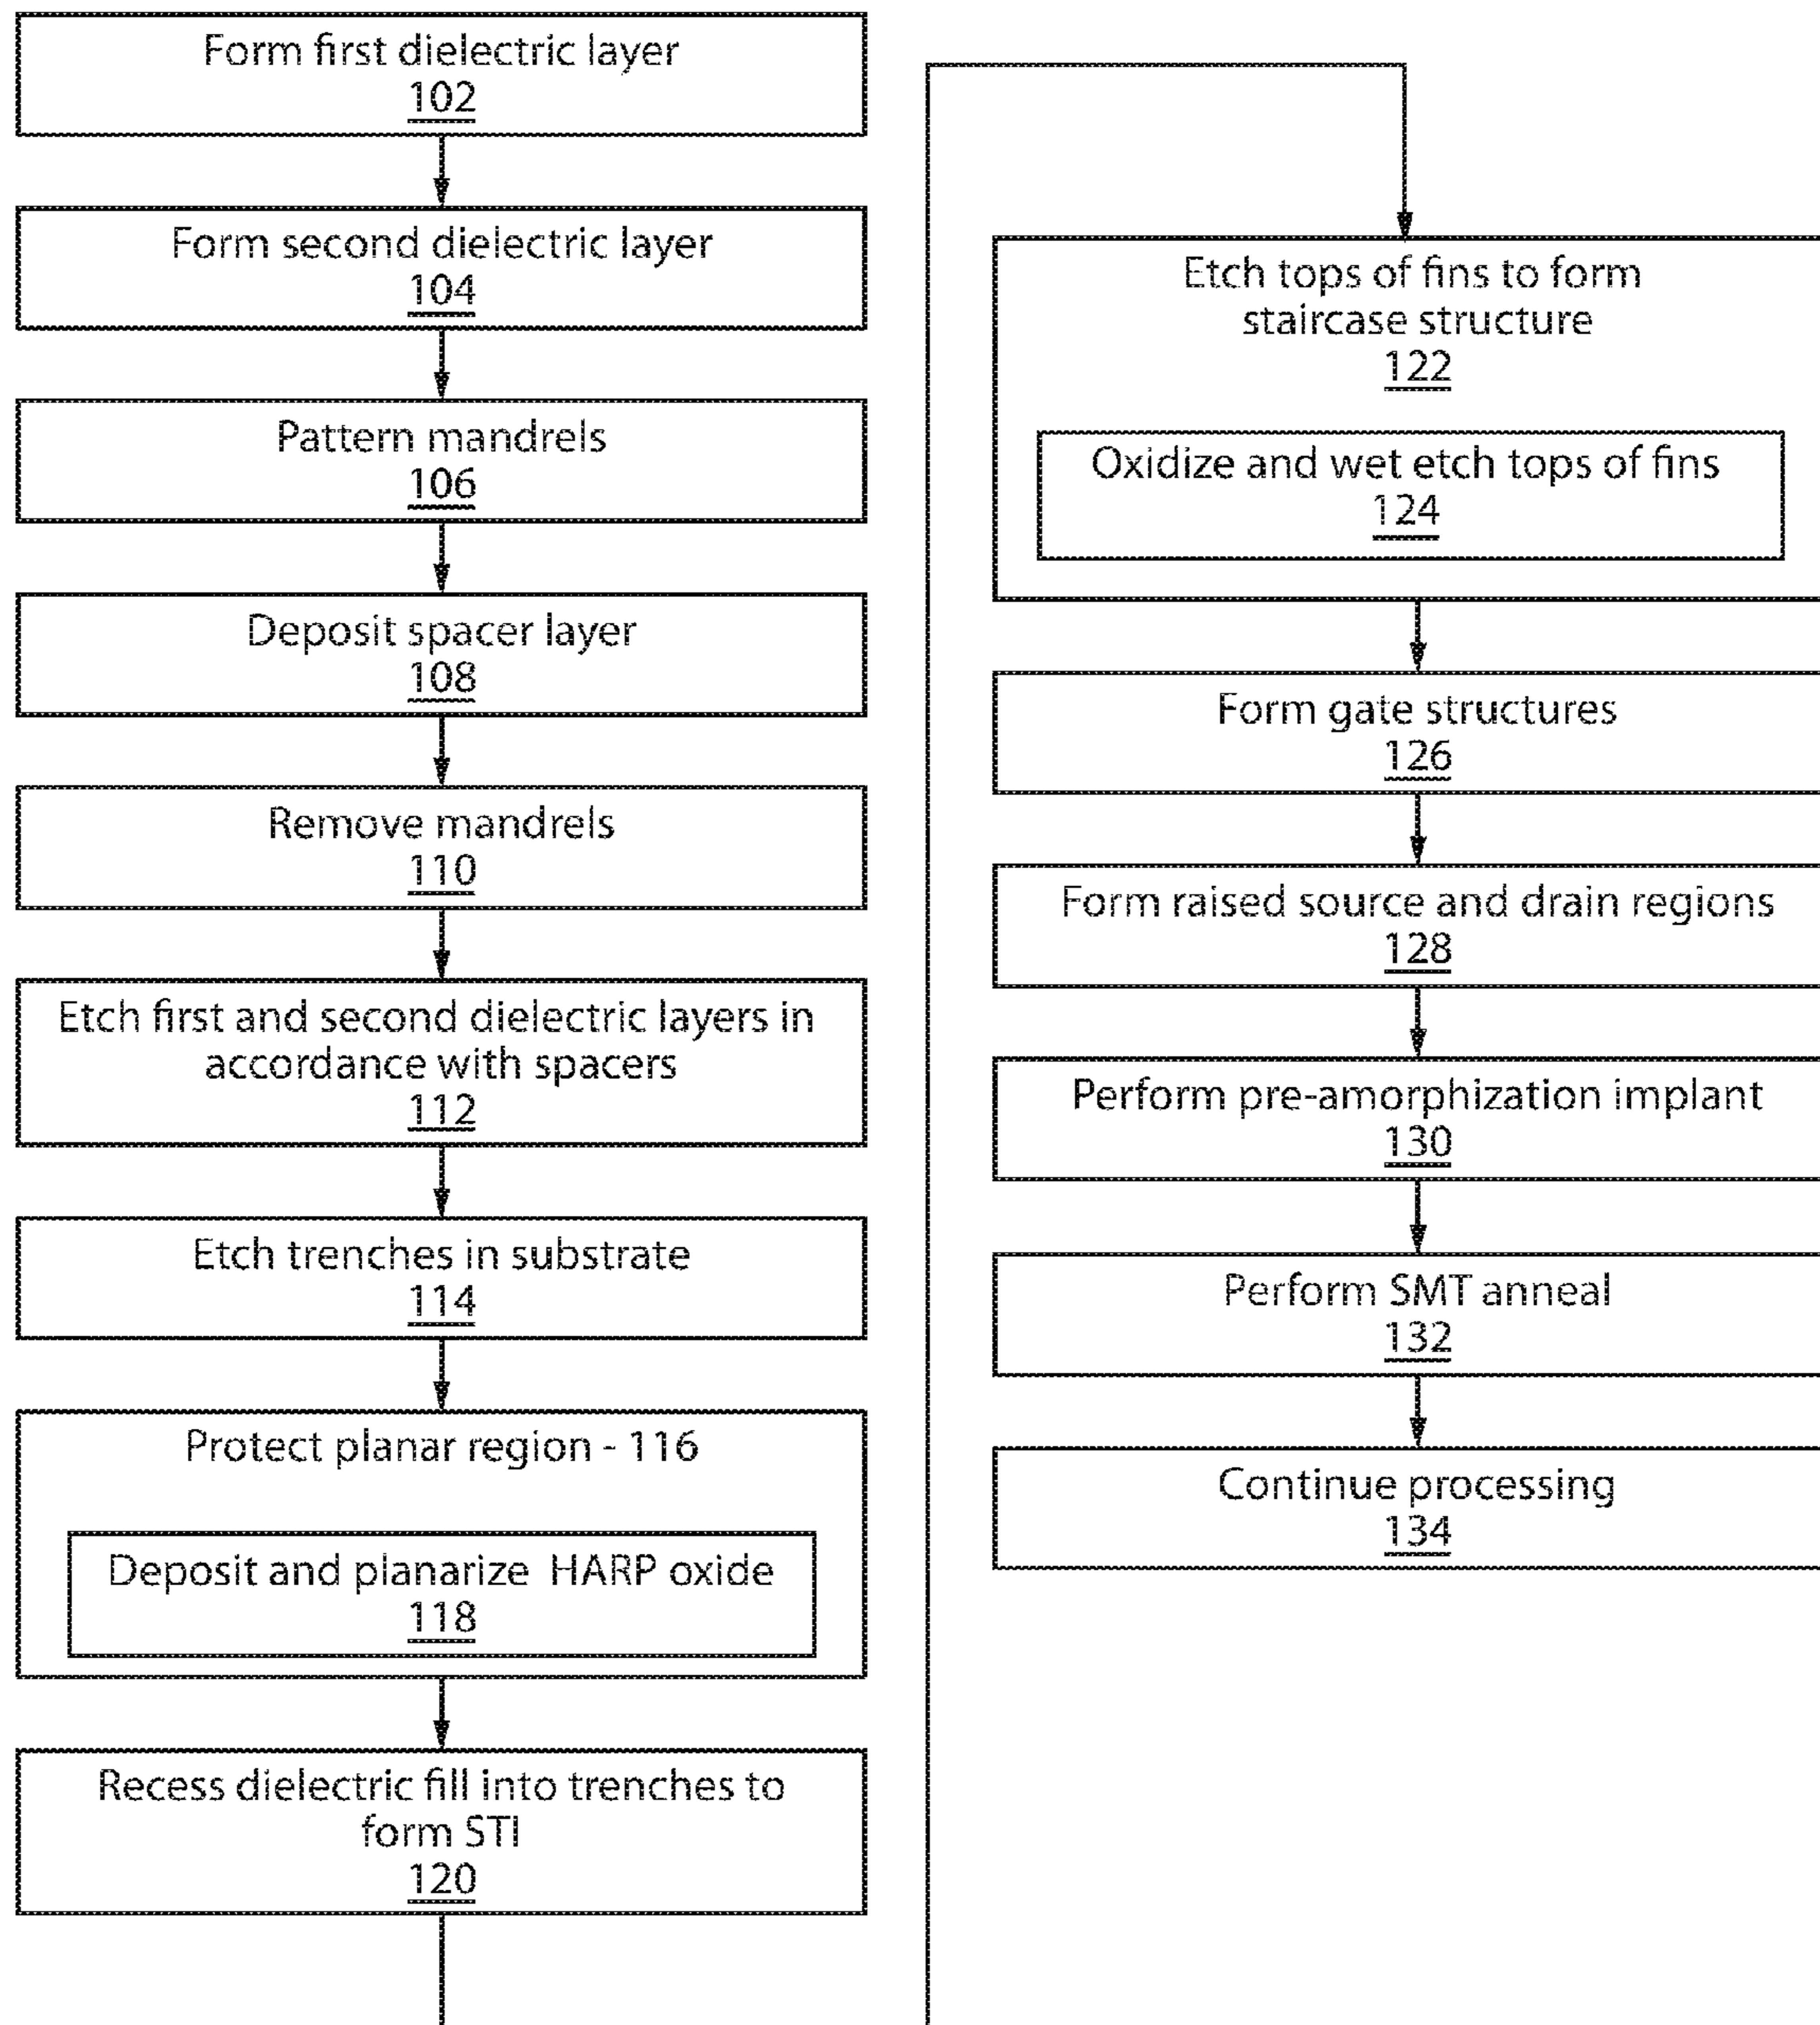 Form first dielectric layer
102
Form second dielectric layer
104
Pattern mandrels
106
Deposit spacer layer
108
Remove mandrels
110
Etch first and second dielectric layers in
accordance with spacers
112
Etch trenches in substrate
114
Protect planar region - 116
Deposit and planarize HARP oxide
118
Recess dielectric fill into trenches to
form STI
120
Etch tops of fins to form
staircase structure
122
Oxidize and wet etch tops of fins
124
Form gate structures
126
Form raised source and drain regions
128
Perform pre-amorphization implant
130
Perform SMT anneal
132
Continue processing
134